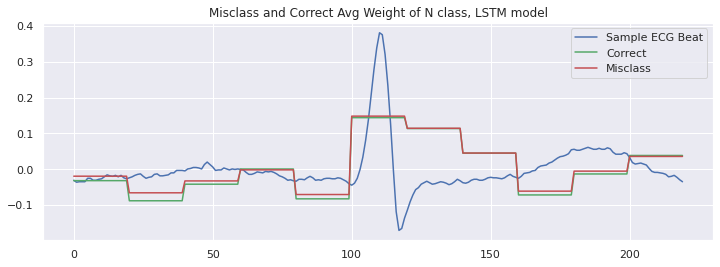 Misclass and Correct Avg Weight of N class, LSTM model
Sample ECG Beat
Correct
Misclass
0.4
0.3
0.2
0.1
0.0
−0.1
0 50 100 150 200